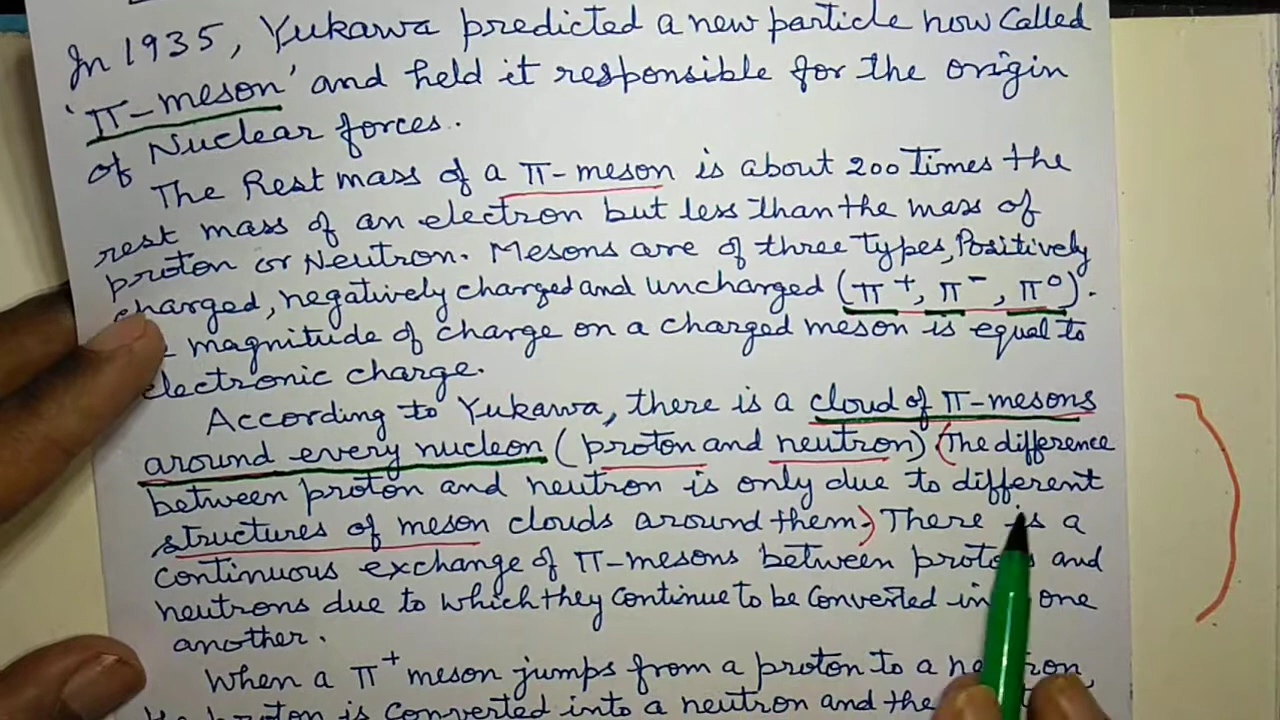 In 1935, Yukawa predicted a new particle now called
'π-meson' and held it responsible for the origin
of Nuclear forces.
The Rest mass of a π-meson is about 200 Times the
rest mass of an electron but less than the mass of
proton or Neutron. Mesons are of three types, Positively
charged, negatively charged and uncharged (π⁺, π⁻, π⁰).
magnitude of charge on a charged meson is equal to
electronic charge.
According to Yukawa, there is a cloud of π-mesons
around every nucleon (proton and neutron) (The difference
between proton and neutron is only due to different
structures of meson clouds around them) There is a
continuous exchange of π-mesons between proton and
neutrons due to which they continue to be converted in one
another.
When a π⁺ meson jumps from a proton to a neutron,
proton is converted into a neutron and the